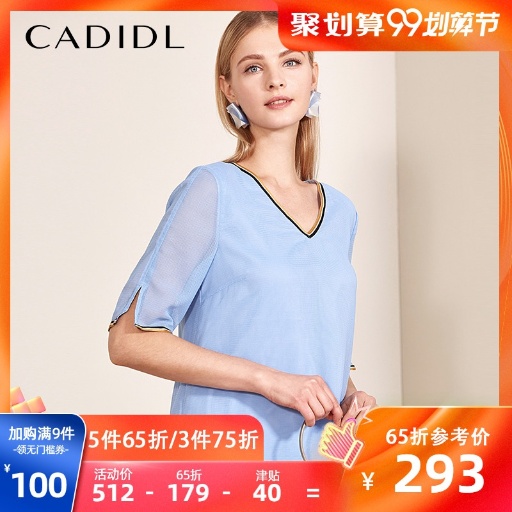 CADIDL
聚划算99划算节
加购满9件
-领无门槛券-
¥100
5件65折/3件75折
活动价 65折 津贴
512 - 179 - 40 =
65折参考价
¥ 293